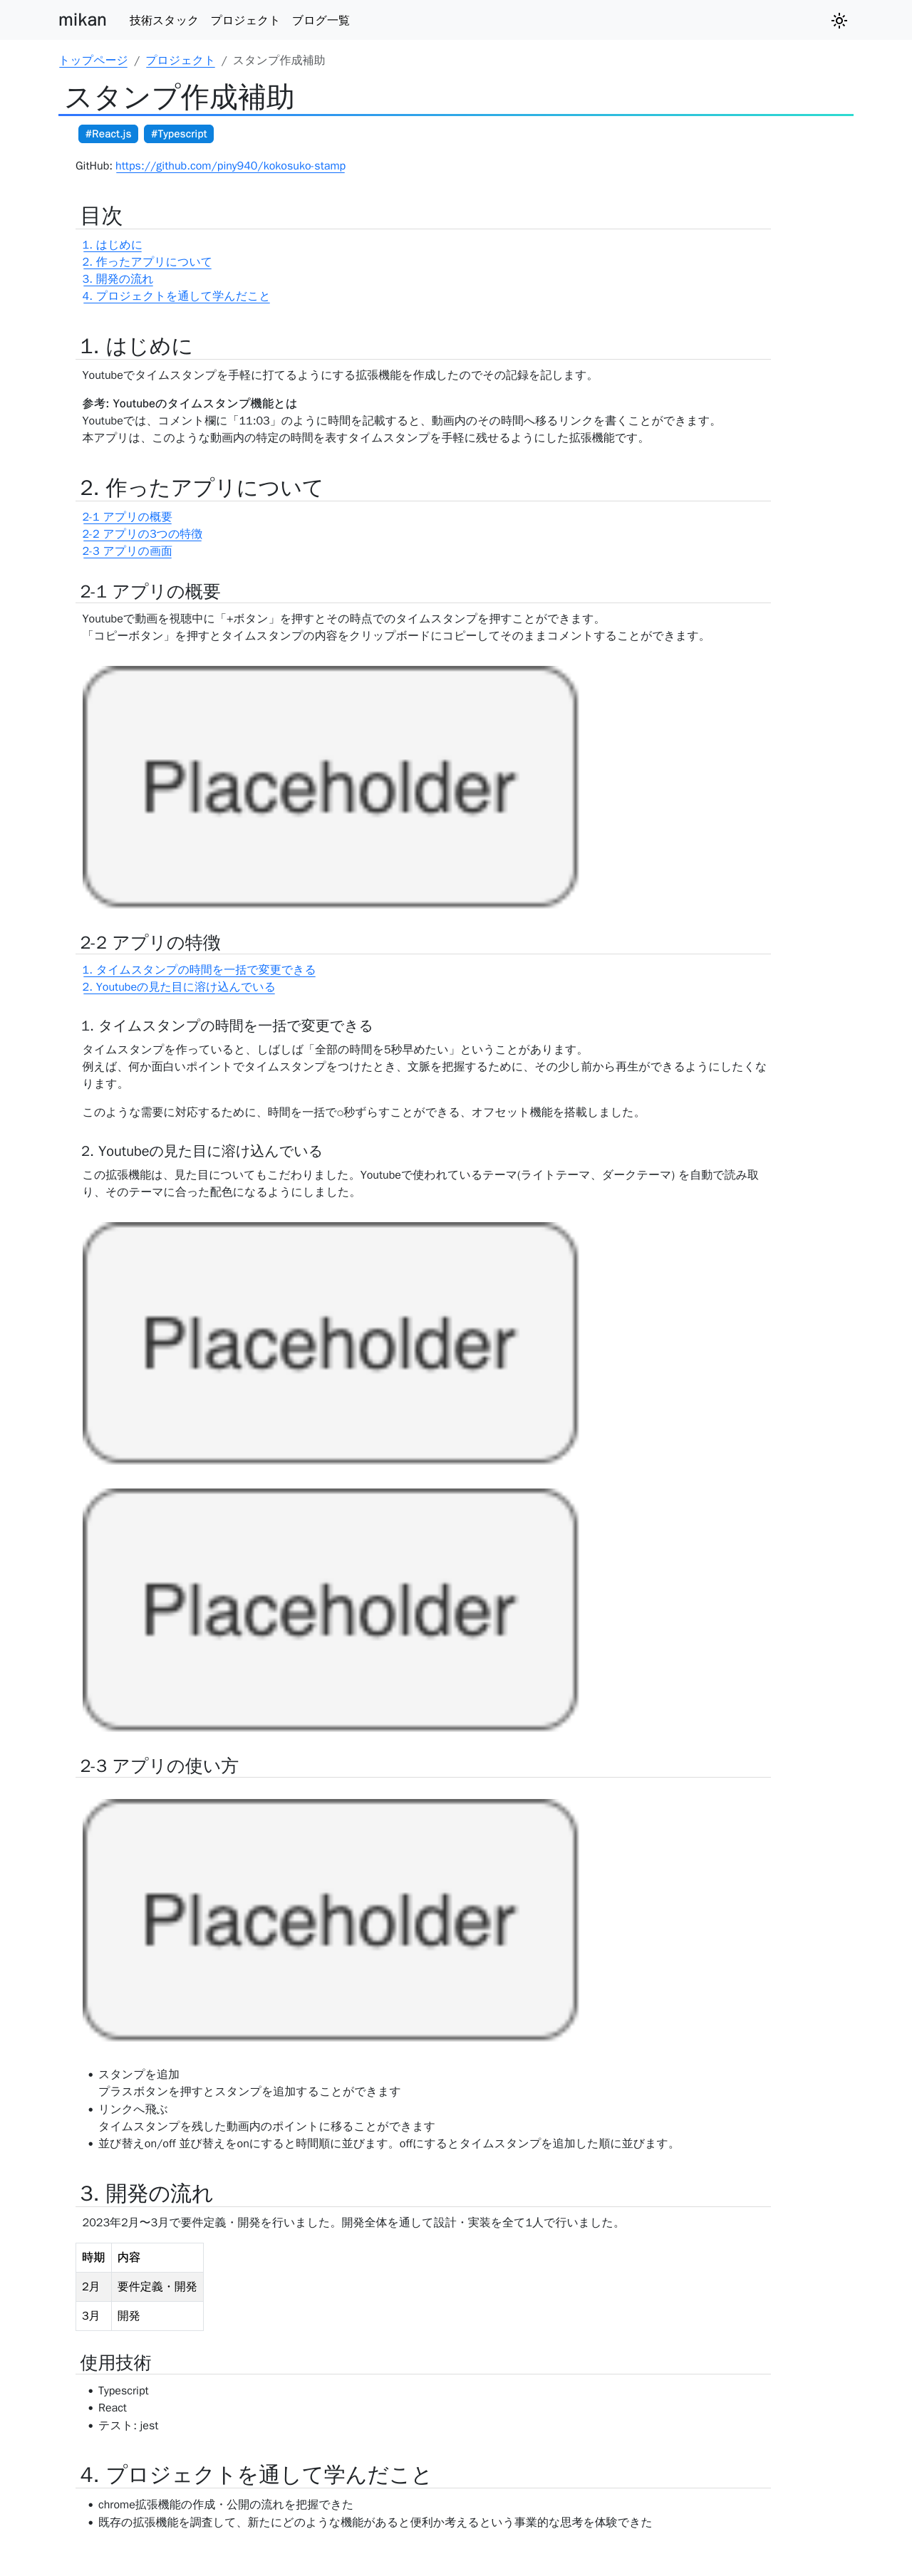 mikan 技術スタック プロジェクト ブログ一覧
トップページ / プロジェクト / スタンプ作成補助
スタンプ作成補助
#React.js #Typescript
GitHub: https://github.com/piny940/kokosuko-stamp
目次
1. はじめに
2. 作ったアプリについて
3. 開発の流れ
4. プロジェクトを通して学んだこと
1. はじめに
Youtubeでタイムスタンプを手軽に打てるようにする拡張機能を作成したのでその記録を記します。
参考: Youtubeのタイムスタンプ機能とは
Youtubeでは、コメント欄に「11:03」のように時間を記載すると、動画内のその時間へ移るリンクを書くことができます。
本アプリは、このような動画内の特定の時間を表すタイムスタンプを手軽に残せるようにした拡張機能です。
2. 作ったアプリについて
2-1 アプリの概要
2-2 アプリの3つの特徴
2-3 アプリの画面
2-1 アプリの概要
Youtubeで動画を視聴中に「+ボタン」を押すとその時点でのタイムスタンプを押すことができます。
「コピーボタン」を押すとタイムスタンプの内容をクリップボードにコピーしてそのままコメントすることができます。
Placeholder
2-2 アプリの特徴
1. タイムスタンプの時間を一括で変更できる
2. Youtubeの見た目に溶け込んでいる
1. タイムスタンプの時間を一括で変更できる
タイムスタンプを作っていると、しばしば「全部の時間を5秒早めたい」ということがあります。
例えば、何か面白いポイントでタイムスタンプをつけたとき、文脈を把握するために、その少し前から再生ができるようにしたくな
ります。
このような需要に対応するために、時間を一括で○秒ずらすことができる、オフセット機能を搭載しました。
2. Youtubeの見た目に溶け込んでいる
この拡張機能は、見た目についてもこだわりました。Youtubeで使われているテーマ(ライトテーマ、ダークテーマ) を自動で読み取
り、そのテーマに合った配色になるようにしました。
Placeholder
Placeholder
2-3 アプリの使い方
Placeholder
• スタンプを追加
プラスボタンを押すとスタンプを追加することができます
• リンクへ飛ぶ
タイムスタンプを残した動画内のポイントに移ることができます
• 並び替えon/off 並び替えをonにすると時間順に並びます。offにするとタイムスタンプを追加した順に並びます。
3. 開発の流れ
2023年2月〜3月で要件定義・開発を行いました。開発全体を通して設計・実装を全て1人で行いました。
時期 内容
2月 要件定義・開発
3月 開発
使用技術
• Typescript
• React
• テスト: jest
4. プロジェクトを通して学んだこと
• chrome拡張機能の作成・公開の流れを把握できた
• 既存の拡張機能を調査して、新たにどのような機能があると便利か考えるという事業的な思考を体験できた